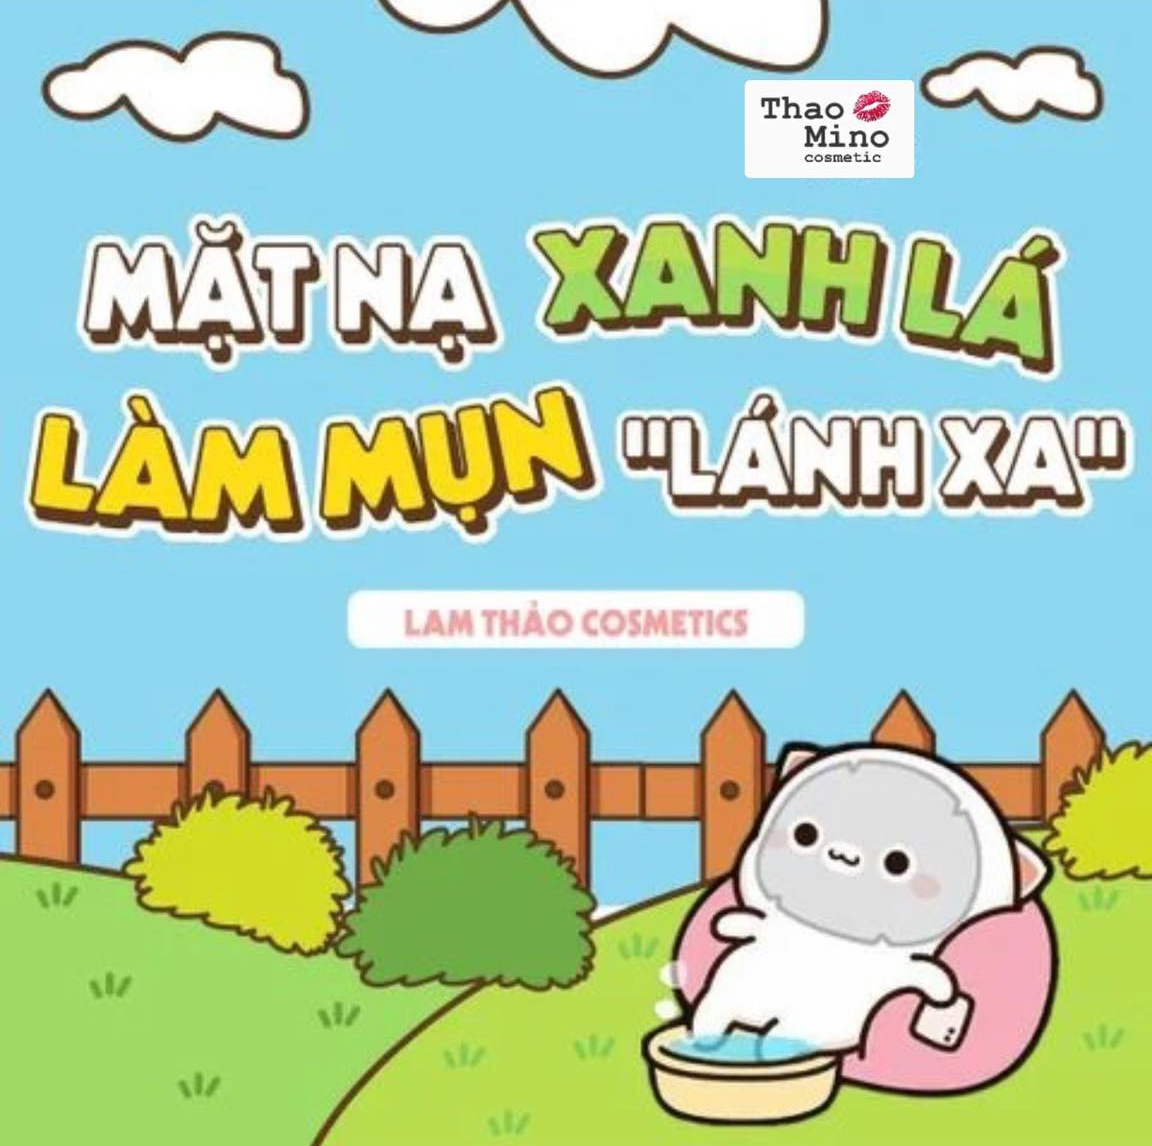 Thao
Mino
cosmetic
MẶT NẠ XANH LÁ
LÀM MỤN "LÁNH XA"
LAM THẢO COSMETICS